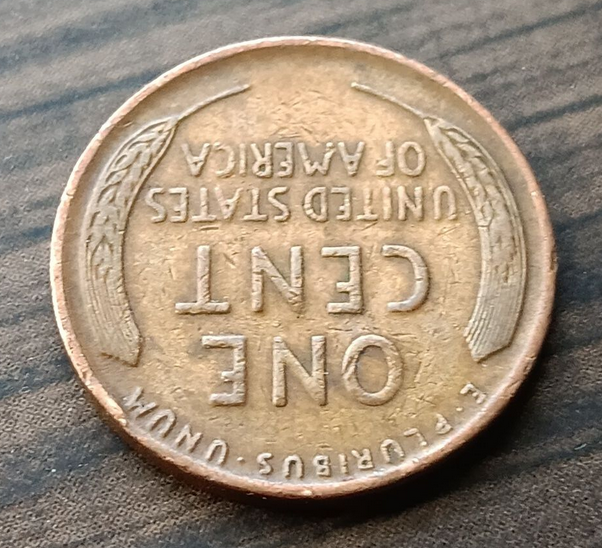 E·PLURIBUS·UNUM
ONE
CENT
UNITED STATES
OF AMERICA